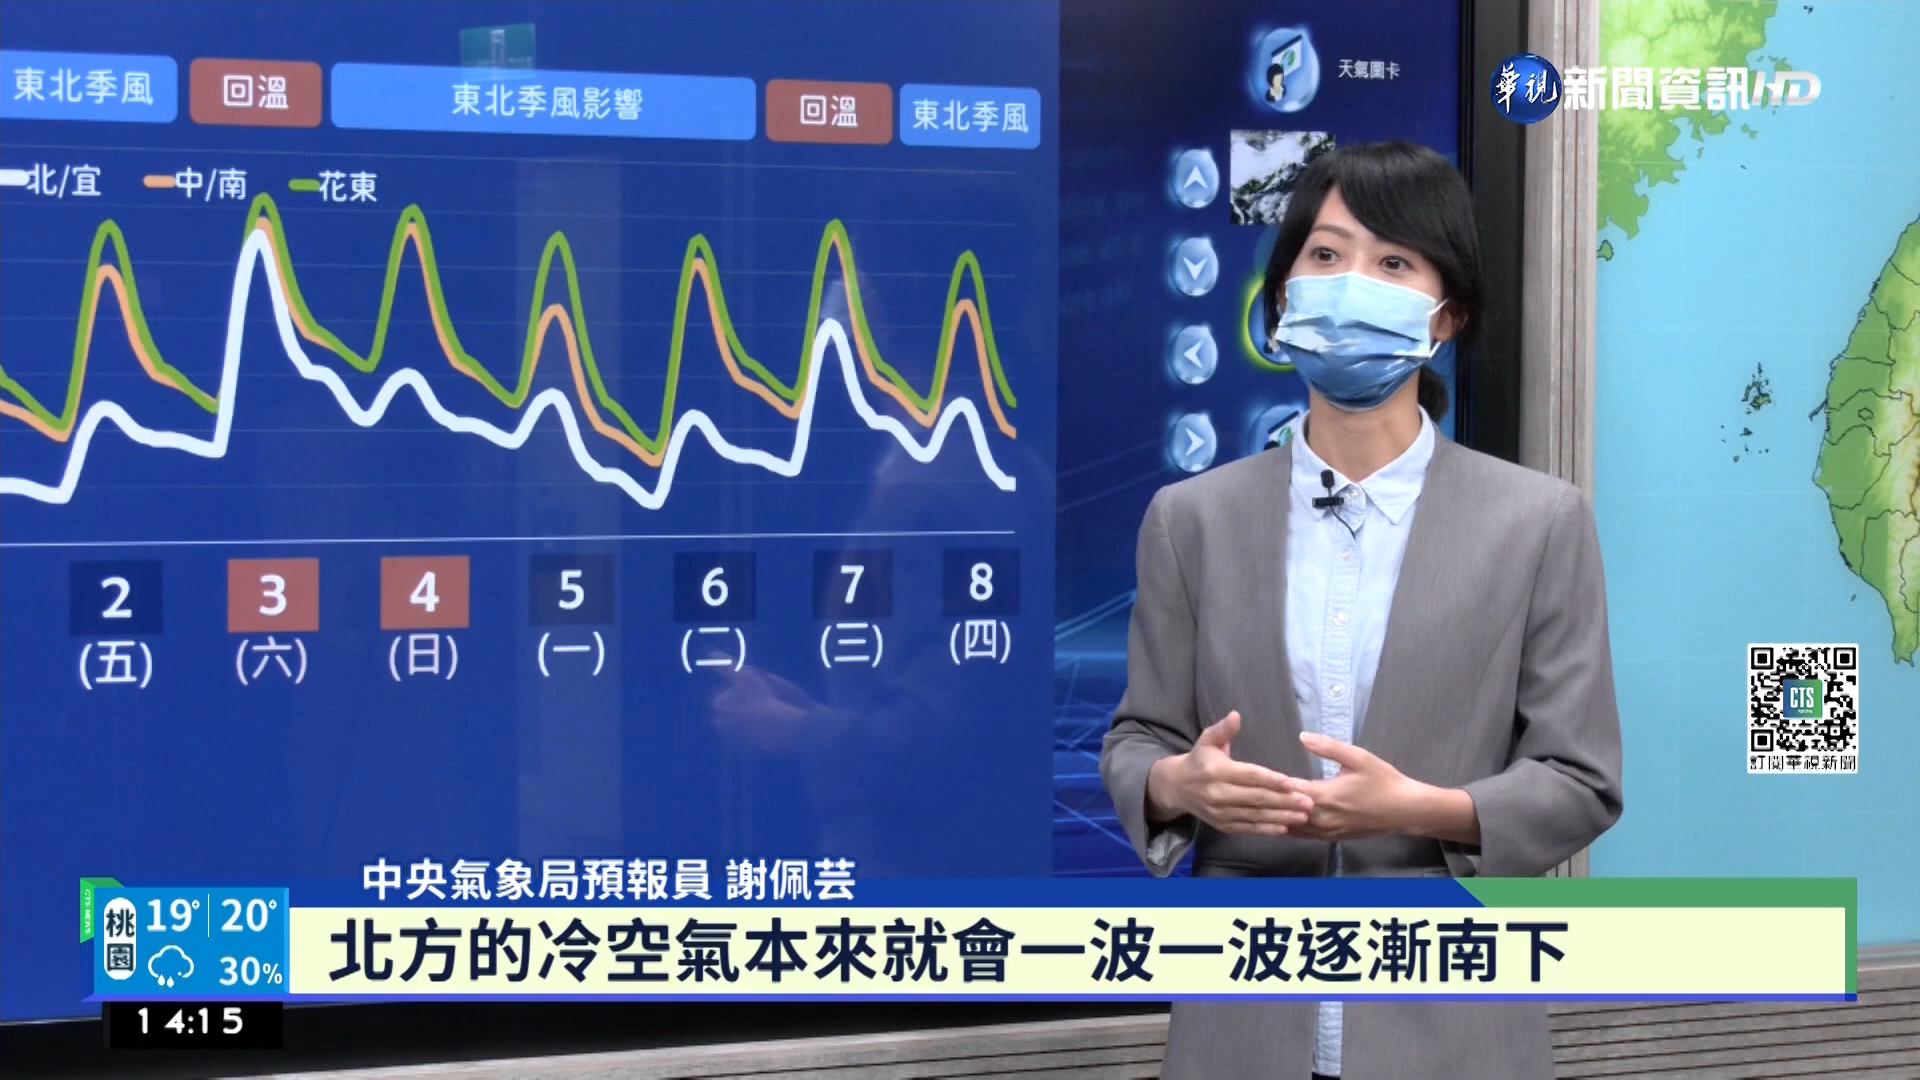 東北季風
回溫
東北季風影響
回溫
東北季風
天氣圖卡
華視新聞資訊HD
北/宜
中/南
花東
2
3
4
5
6
7
8
(五)
(六)
(日)
(一)
(二)
(三)
(四)
CTS
訂閱華視新聞
中央氣象局預報員 謝佩芸
CTS NEWS
桃園
19° 20°
30%
北方的冷空氣本來就會一波一波逐漸南下
14:15